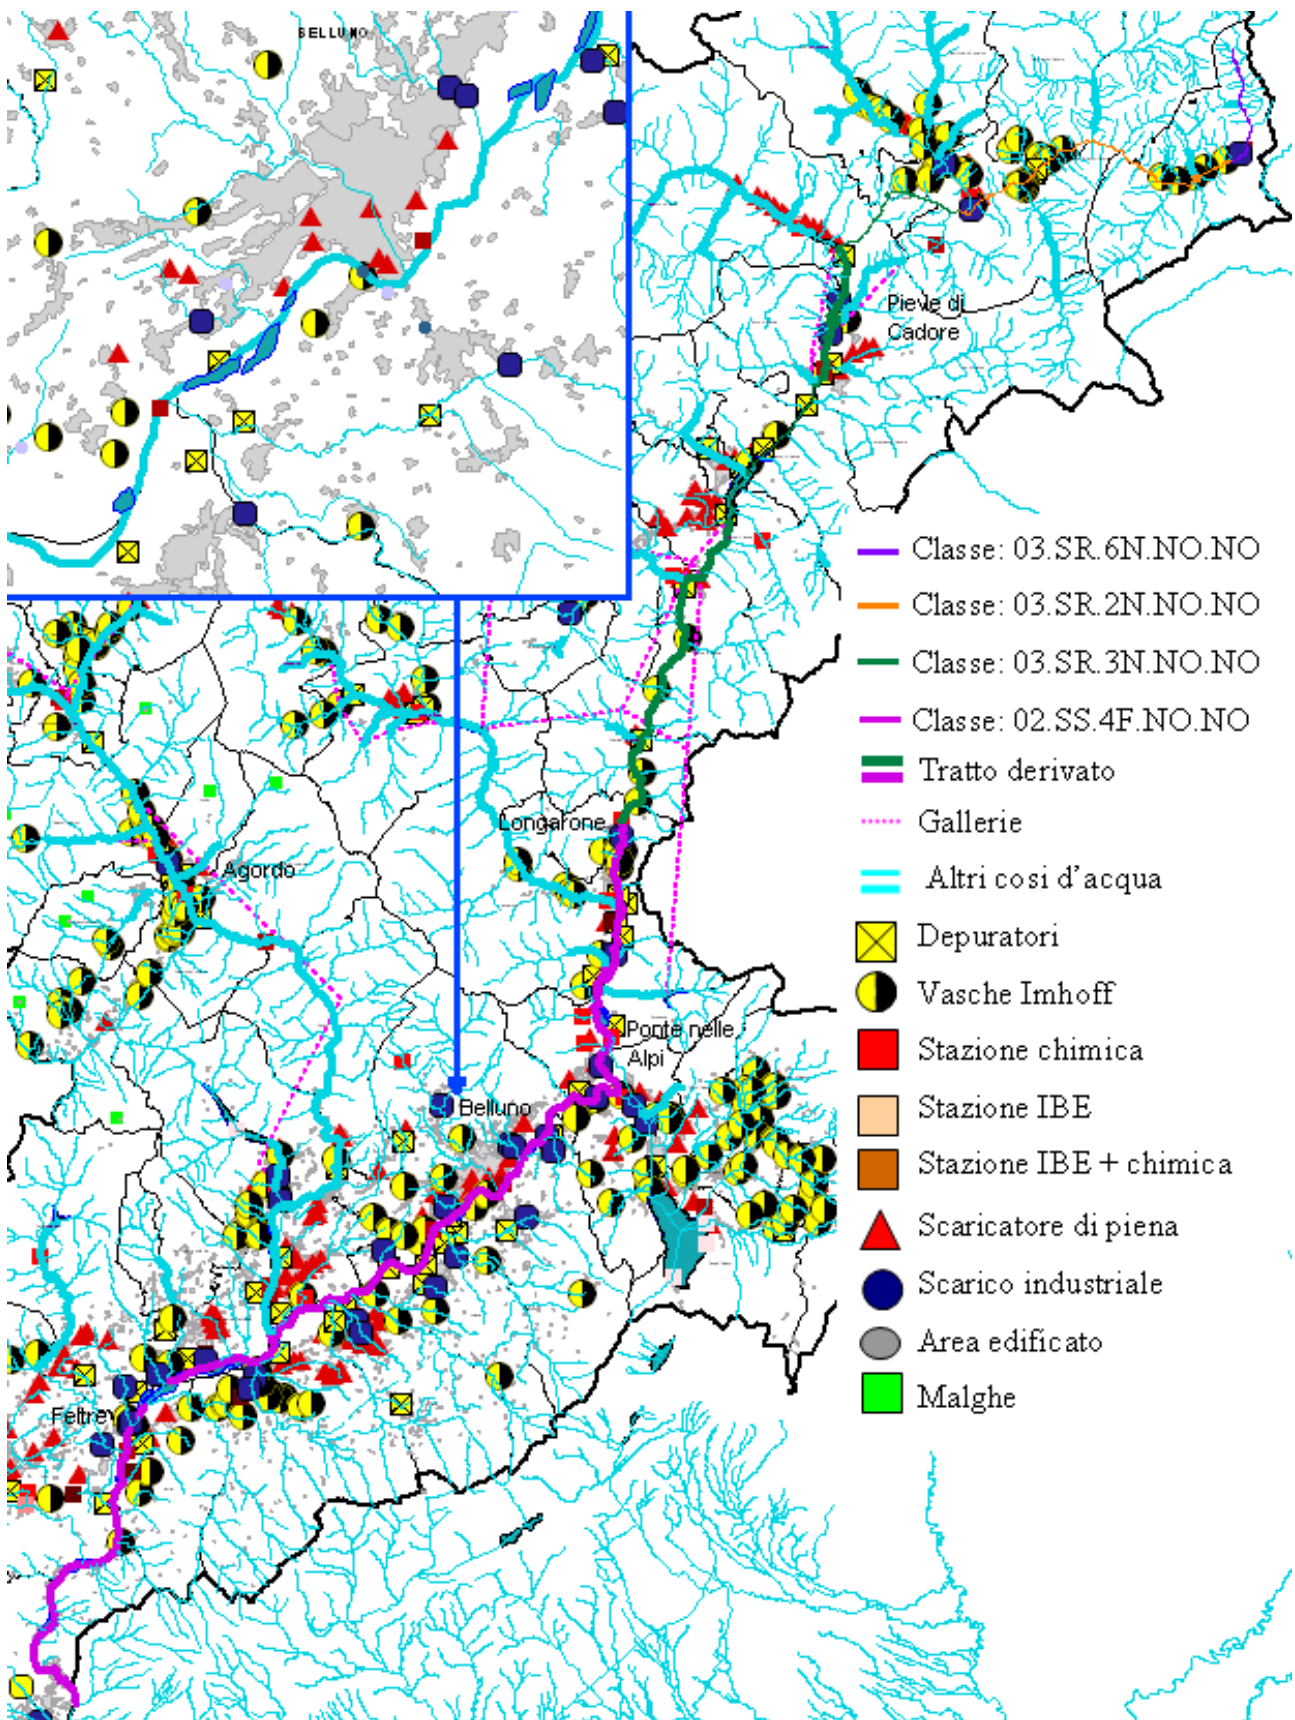 BELLUNO
Pieve di
Cadore
Classe: 03.SR.6N.NO.NO
Classe: 03.SR.2N.NO.NO
Classe: 03.SR.3N.NO.NO
Classe: 02.SS.4F.NO.NO
Tratto derivato
Gallerie
Longarone
Agordo
Altri cosi d'acqua
Depuratori
Vasche Imhoff
Ponte nelle
Alpi
Stazione chimica
Belluno
Stazione IBE
Stazione IBE + chimica
Scaricatore di piena
Scarico industriale
Area edificato
Malghe
Feltre